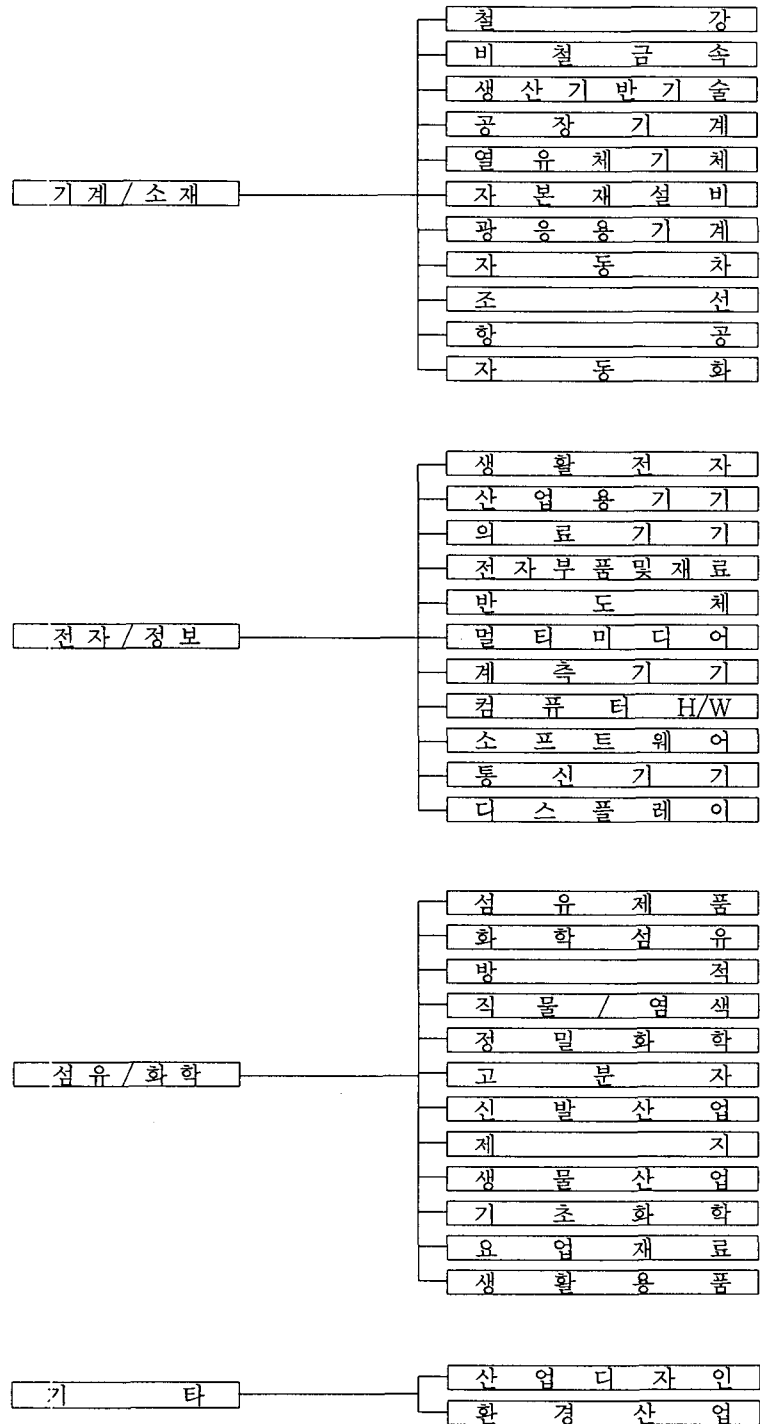 기계/소재
철강
비철금속
생산기반기술
공장기계
열유체기체
자본재설비
광응용기계
자동차
조선
항공
자동화
전자/정보
생활전자
산업용기기
의료기기
전자부품및재료
반도체
멀티미디어
계측기기
컴퓨터 H/W
소프트웨어
통신기기
디스플레이
섬유/화학
섬유제품
화학섬유
방적
직물/염색
정밀화학
고분자
신발산업
제지
생물산업
기초화학
요업재료
생활용품
기타
산업디자인
환경산업